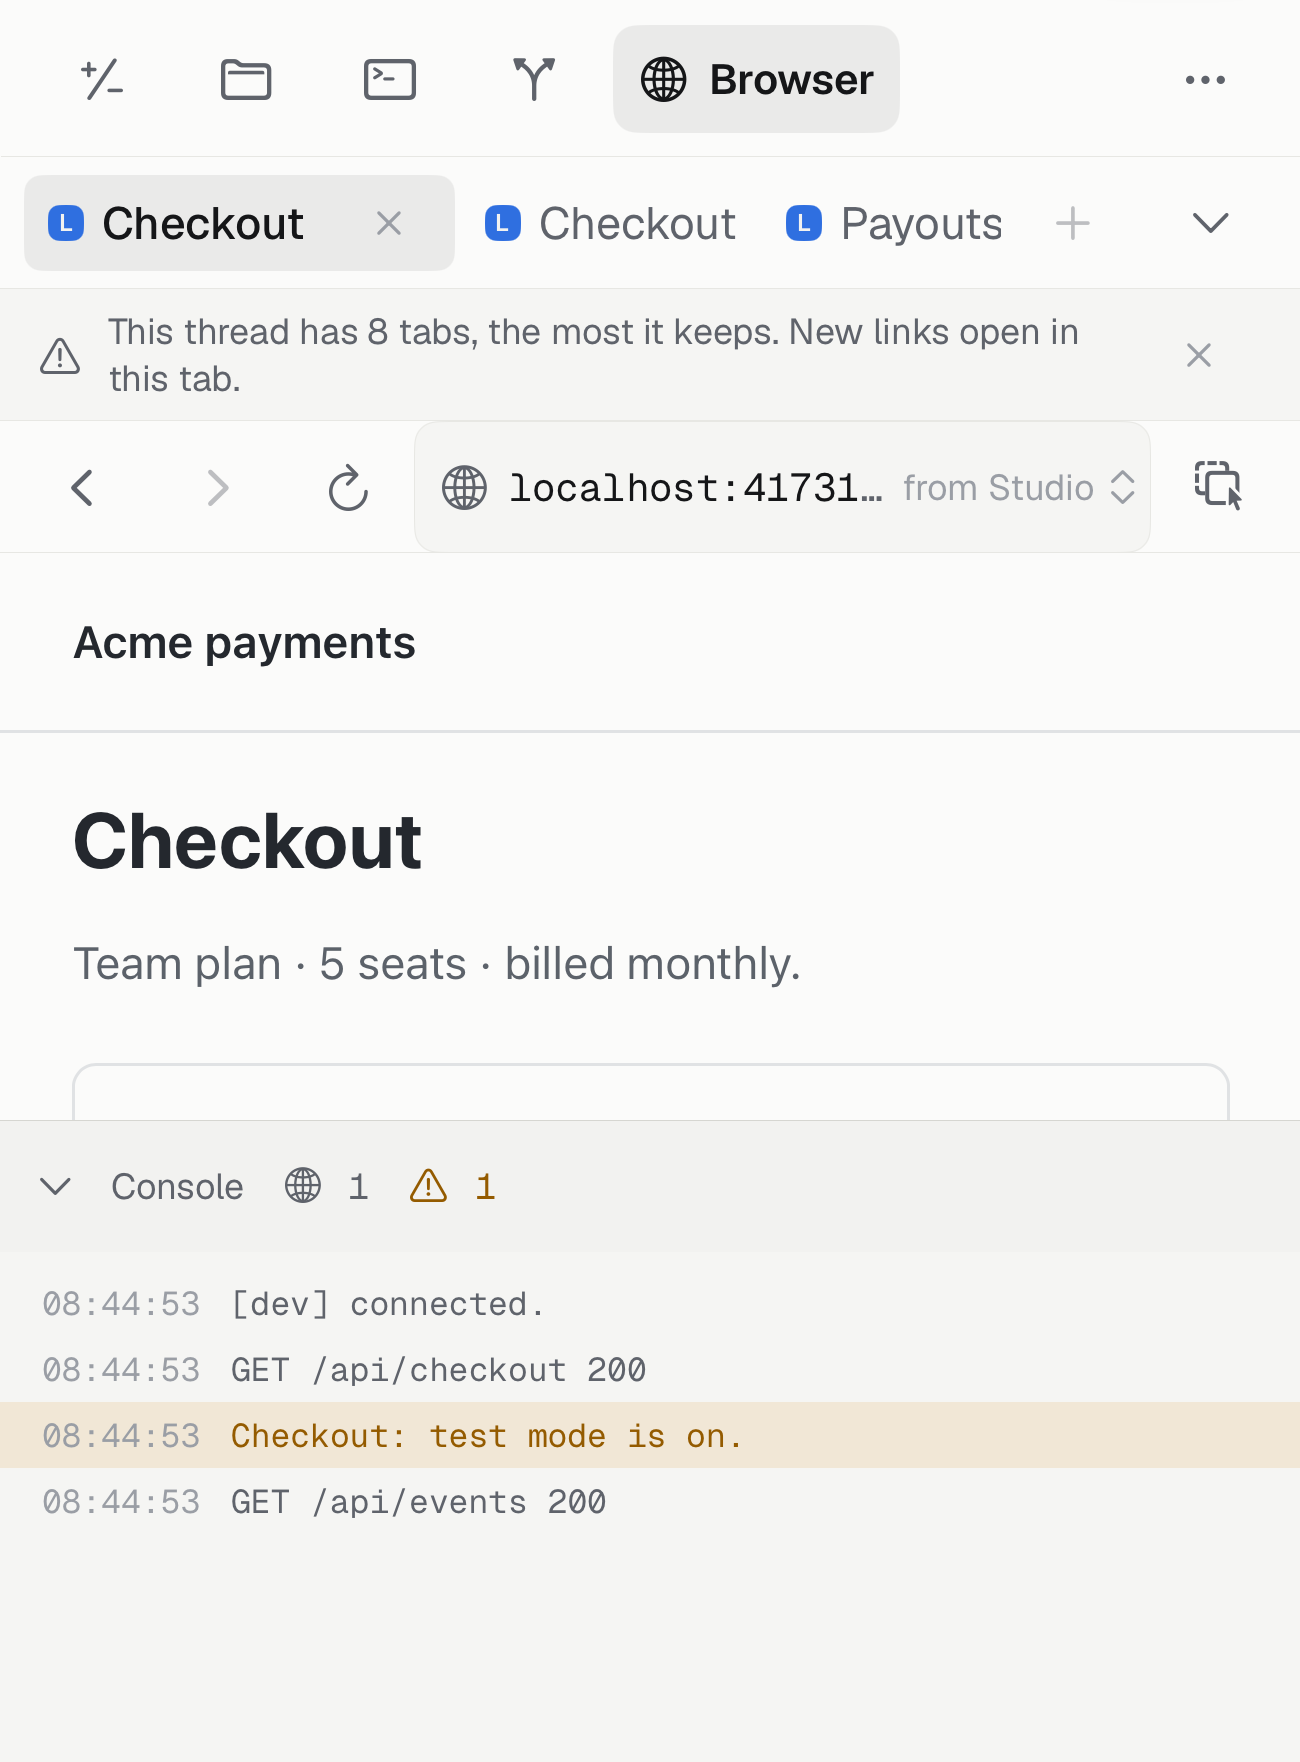 Browser
L Checkout
L Checkout
L Payouts
This thread has 8 tabs, the most it keeps. New links open in
this tab.
localhost:41731… from Studio
Acme payments
Checkout
Team plan · 5 seats · billed monthly.
Console 1 1
08:44:53 [dev] connected.
08:44:53 GET /api/checkout 200
08:44:53 Checkout: test mode is on.
08:44:53 GET /api/events 200